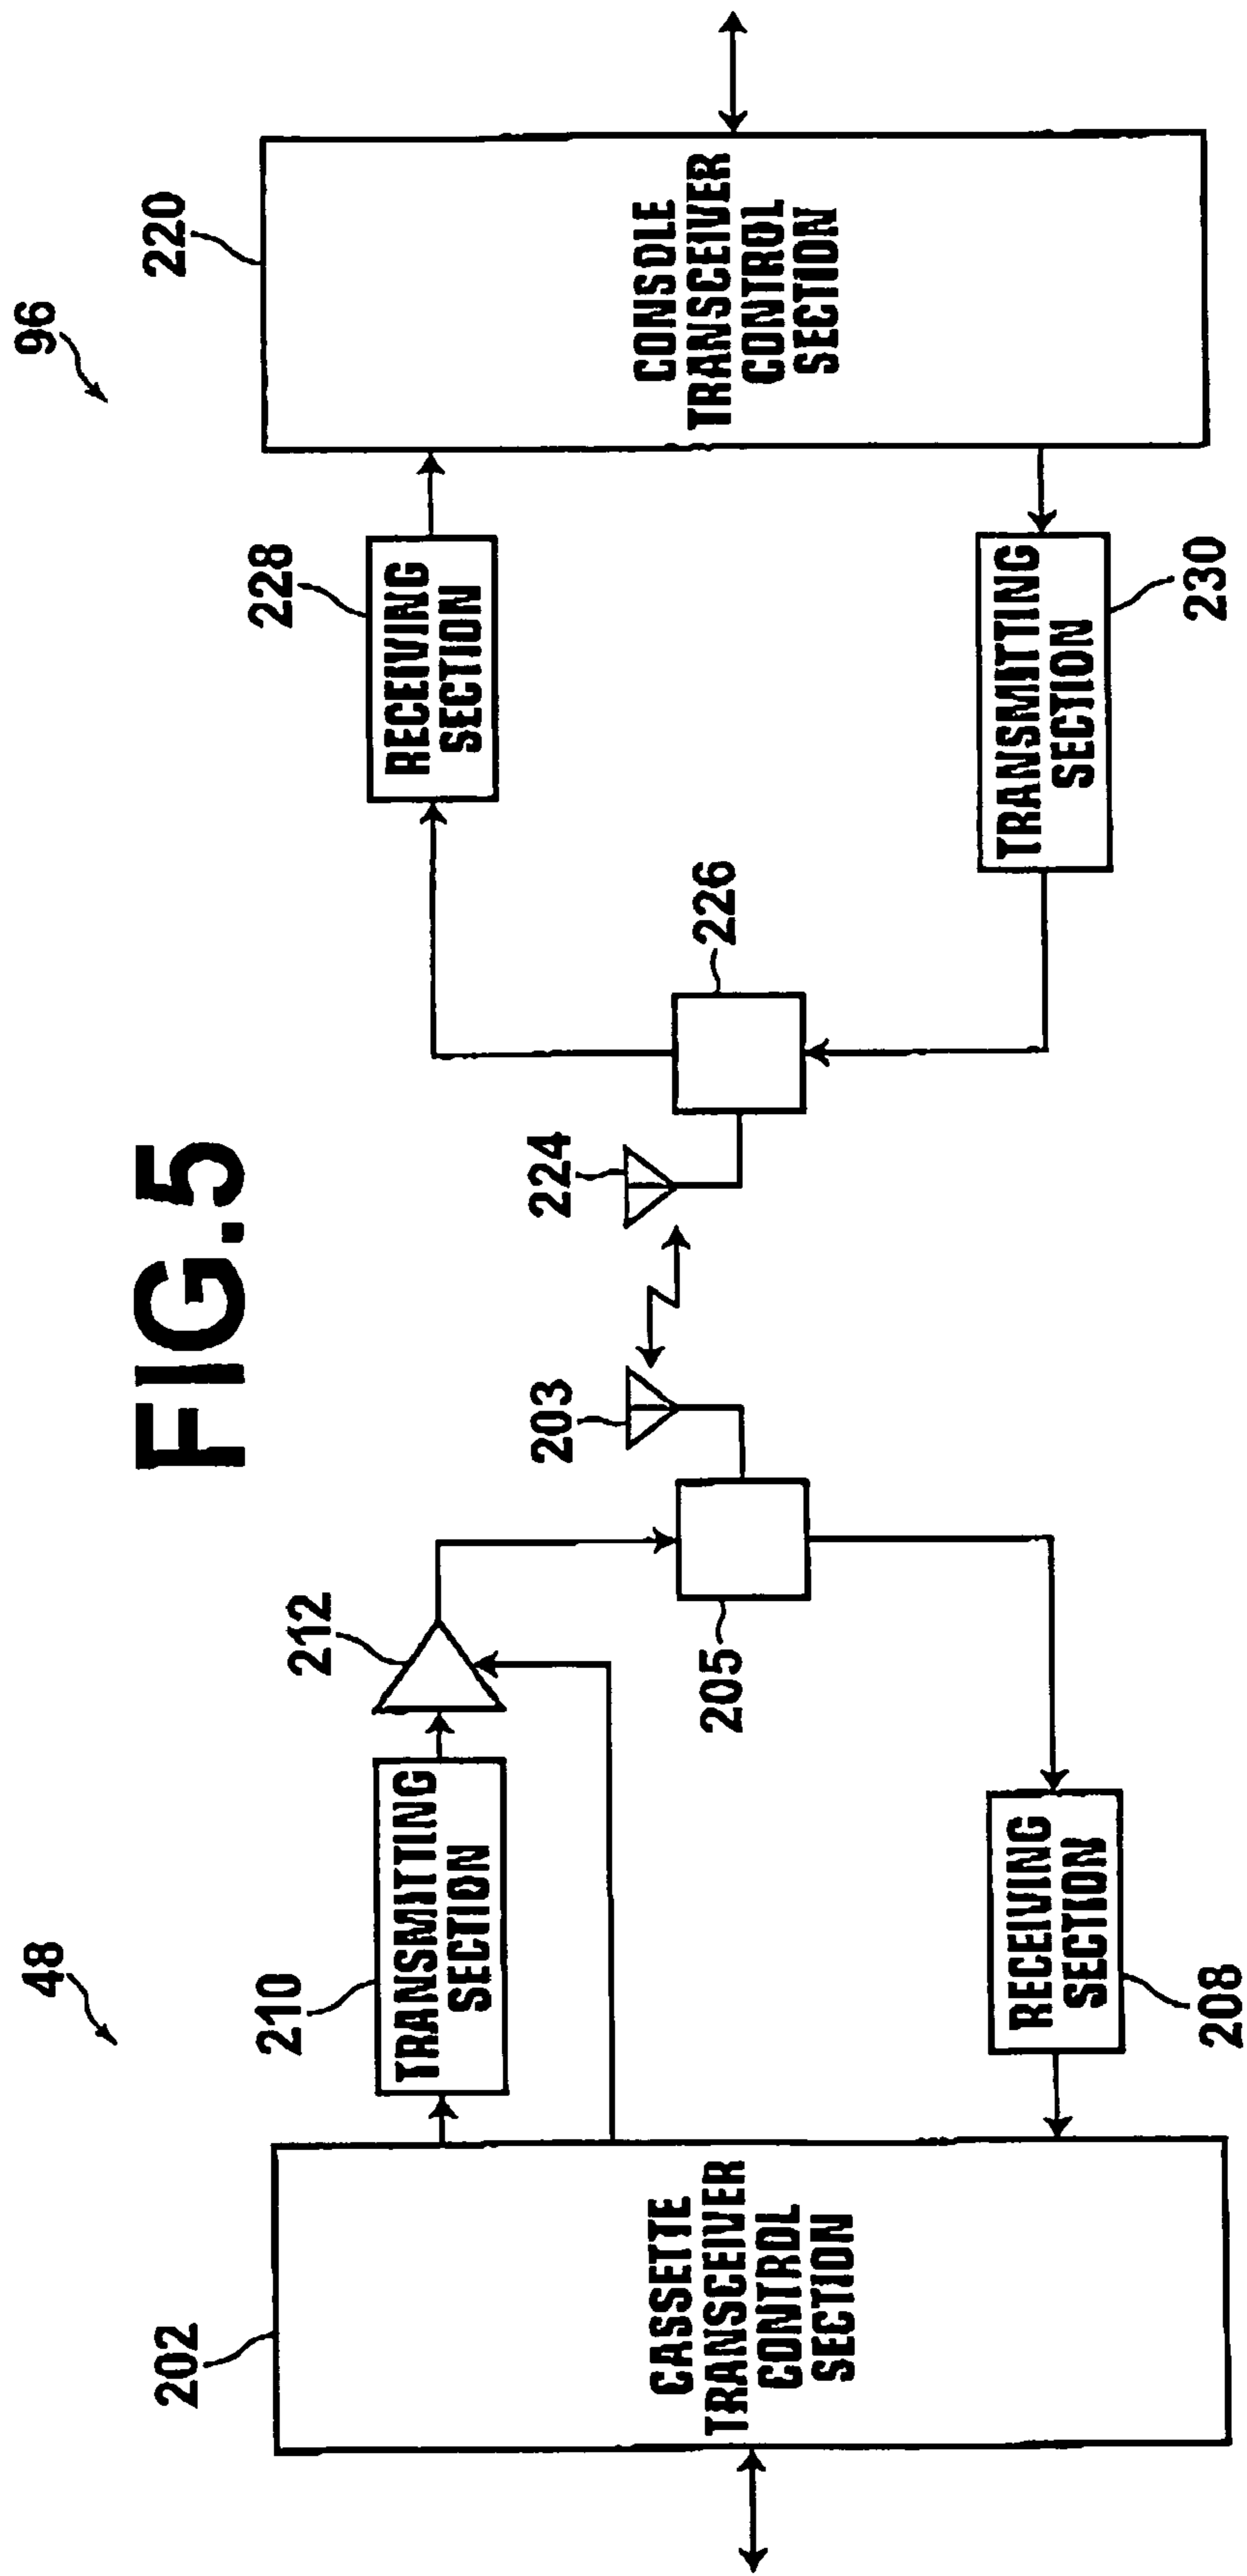 FIG.5
48
96
202
CASSETTE
TRANSCEIVER
CONTROL
SECTION
210
TRANSMITTING
SECTION
212
203
205
RECEIVING
SECTION
208
224
226
228
RECEIVING
SECTION
TRANSMITTING
SECTION
230
220
CONSOLE
TRANSCEIVER
CONTROL
SECTION